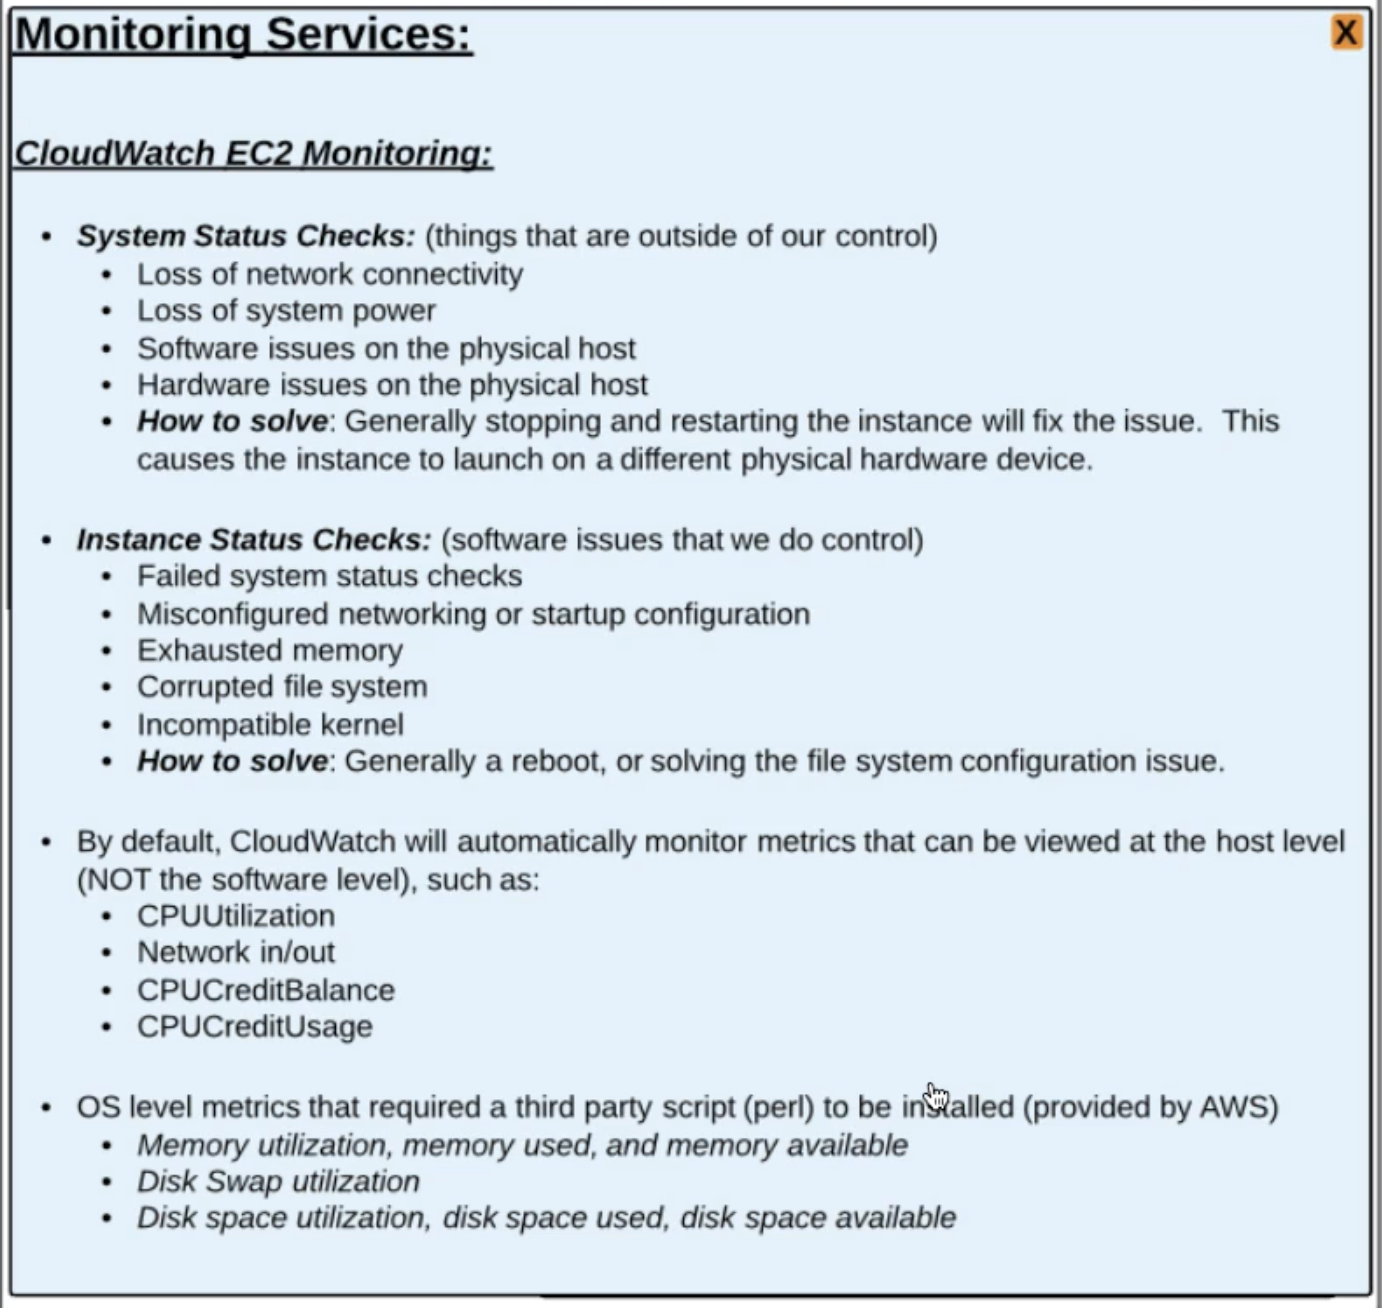 Monitoring Services:
X
CloudWatch EC2 Monitoring:
• System Status Checks: (things that are outside of our control)
• Loss of network connectivity
• Loss of system power
• Software issues on the physical host
• Hardware issues on the physical host
• How to solve: Generally stopping and restarting the instance will fix the issue.  This
causes the instance to launch on a different physical hardware device.
• Instance Status Checks: (software issues that we do control)
• Failed system status checks
• Misconfigured networking or startup configuration
• Exhausted memory
• Corrupted file system
• Incompatible kernel
• How to solve: Generally a reboot, or solving the file system configuration issue.
• By default, CloudWatch will automatically monitor metrics that can be viewed at the host level
(NOT the software level), such as:
• CPUUtilization
• Network in/out
• CPUCreditBalance
• CPUCreditUsage
• OS level metrics that required a third party script (perl) to be installed (provided by AWS)
• Memory utilization, memory used, and memory available
• Disk Swap utilization
• Disk space utilization, disk space used, disk space available